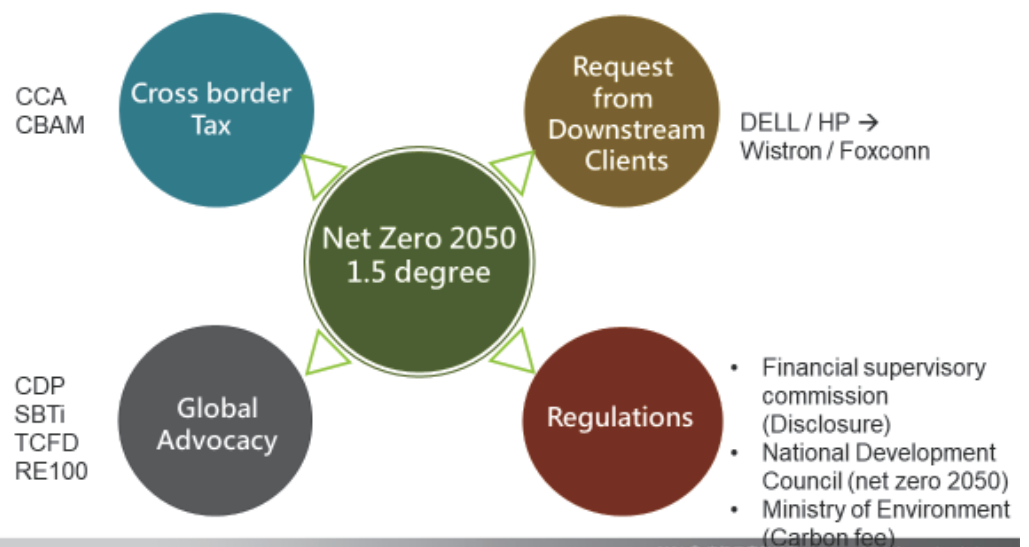 CCA
CBAM
Cross border
Tax
Request
from
Downstream
Clients
DELL / HP →
Wistron / Foxconn
Net Zero 2050
1.5 degree
CDP
SBTi
TCFD
RE100
Global
Advocacy
Regulations
• Financial supervisory
commission
(Disclosure)
• National Development
Council (net zero 2050)
• Ministry of Environment
(Carbon fee)